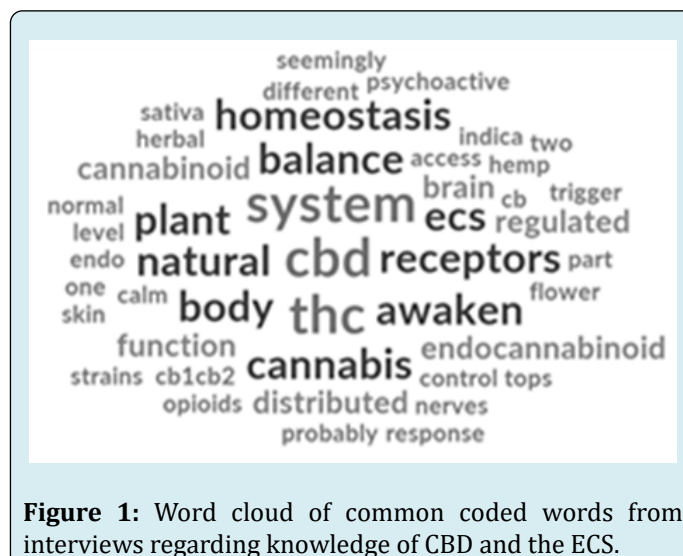 seemingly
different psychoactive
sativa homeostasis
herbal indica two
cannabinoid balance access hemp
normal plant system brain cb trigger
level ecs regulated
endo natural cbd receptors part
one calm body thc awaken flower
skin
function endocannabinoid
strains cb1cb2 cannabis control tops
opioids distributed nerves
probably response
Figure 1: Word cloud of common coded words from
interviews regarding knowledge of CBD and the ECS.